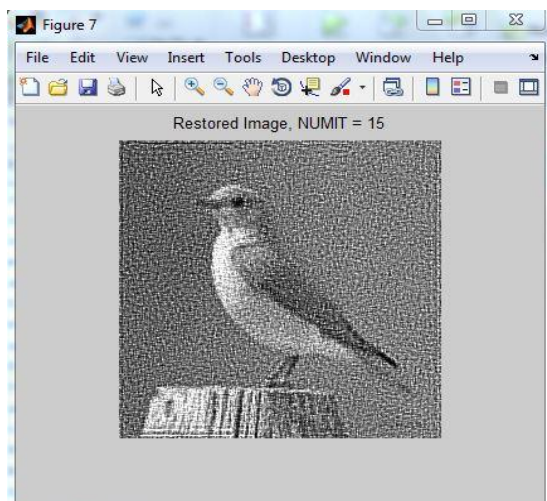 Figure 7
File Edit View Insert Tools Desktop Window Help
Restored Image, NUMIT = 15